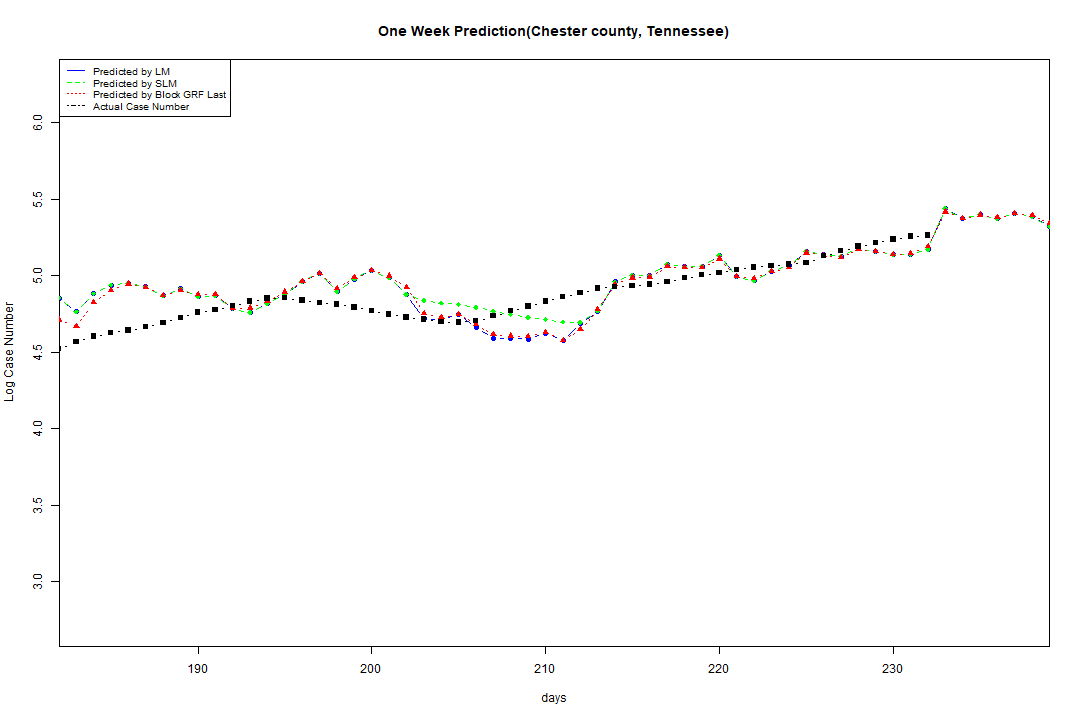 One Week Prediction(Chester county, Tennessee)
Predicted by LM
Predicted by SLM
Predicted by Block GRF Last
Actual Case Number
6.0
5.5
5.0
4.5
4.0
3.5
3.0
Log Case Number
190 200 210 220 230
days